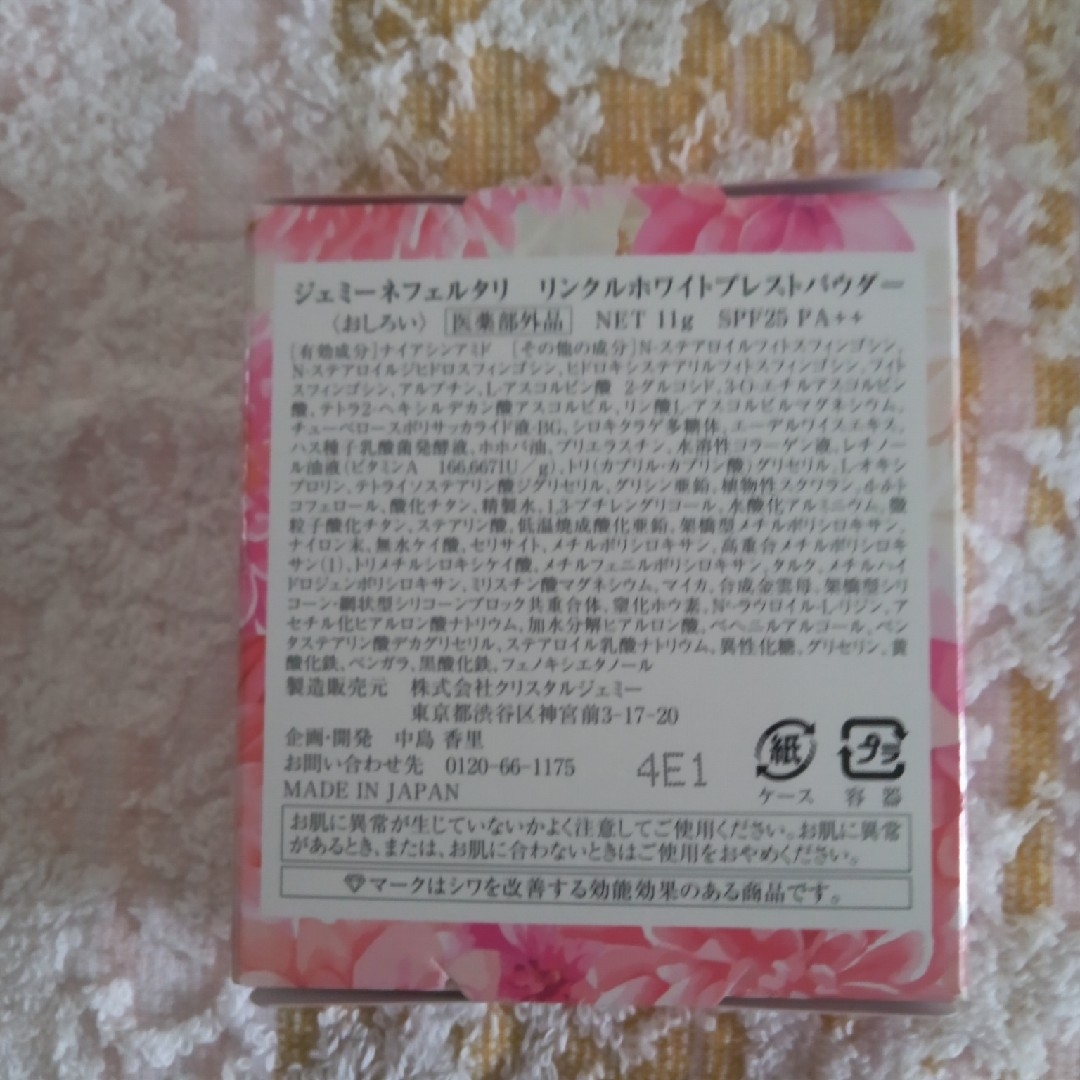 ジェミーネフェルタリ　リンクルホワイトプレストパウダー
〈おしろい〉 医薬部外品 NET 11g SPF25 PA++
[有効成分]ナイアシンアミド [その他の成分]N-ステアロイルフィトスフィンゴシン、
N-ステアロイルジヒドロスフィンゴシン、ヒドロキシステアリルフィトスフィンゴシン、フィト
スフィンゴシン、アルブチン、L-アスコルビン酸 2-グルコシド、3-O-エチルアスコルビン
酸、テトラ2-ヘキシルデカン酸アスコルビル、リン酸L-アスコルビルマグネシウム、
チューベロースポリサッカライド液-BG、シロキクラゲ多糖体、エーデルワイスエキス、
ハス種子乳酸菌発酵液、ホホバ油、プリエラスチン、水溶性コラーゲン液、レチノー
ル油液(ビタミンA 166,667IU/g)、トリ(カプリル・カプリン酸)グリセリル、L-オキシ
プロリン、テトライソステアリン酸ジグリセリル、グリシン亜鉛、植物性スクワラン、d-δ-ト
コフェロール、酸化チタン、精製水、1,3-ブチレングリコール、水酸化アルミニウム、微
粒子酸化チタン、ステアリン酸、低温焼成酸化亜鉛、架橋型メチルポリシロキサン、
ナイロン末、無水ケイ酸、セリサイト、メチルポリシロキサン、高重合メチルポリシロキ
サン(1)、トリメチルシロキシケイ酸、メチルフェニルポリシロキサン、タルク、メチルハイ
ドロジェンポリシロキサン、ミリスチン酸マグネシウム、マイカ、合成金雲母、架橋型シリ
コーン・網状型シリコーンブロック共重合体、窒化ホウ素、Nε-ラウロイル-L-リジン、ア
セチル化ヒアルロン酸ナトリウム、加水分解ヒアルロン酸、ベヘニルアルコール、ペン
タステアリン酸デカグリセリル、ステアロイル乳酸ナトリウム、異性化糖、グリセリン、黄
酸化鉄、ベンガラ、黒酸化鉄、フェノキシエタノール
製造販売元　株式会社クリスタルジェミー
東京都渋谷区神宮前3-17-20
企画・開発　中島 香里
お問い合わせ先　0120-66-1175
4E1
紙 プラ
MADE IN JAPAN
ケース 容器
お肌に異常が生じていないかよく注意してご使用ください。お肌に異常
があるとき、または、お肌に合わないときはご使用をおやめください。
マークはシワを改善する効能効果のある商品です。